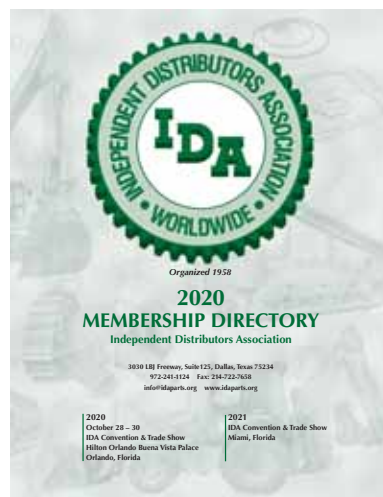 INDEPENDENT DISTRIBUTORS ASSOCIATION
IDA
• WORLDWIDE •
Organized 1958
2020
MEMBERSHIP DIRECTORY
Independent Distributors Association
3030 LBJ Freeway, Suite125, Dallas, Texas 75234
972-241-1124 Fax: 214-722-7658
info@idaparts.org www.idaparts.org
2020
October 28 – 30
IDA Convention & Trade Show
Hilton Orlando Buena Vista Palace
Orlando, Florida
2021
IDA Convention & Trade Show
Miami, Florida